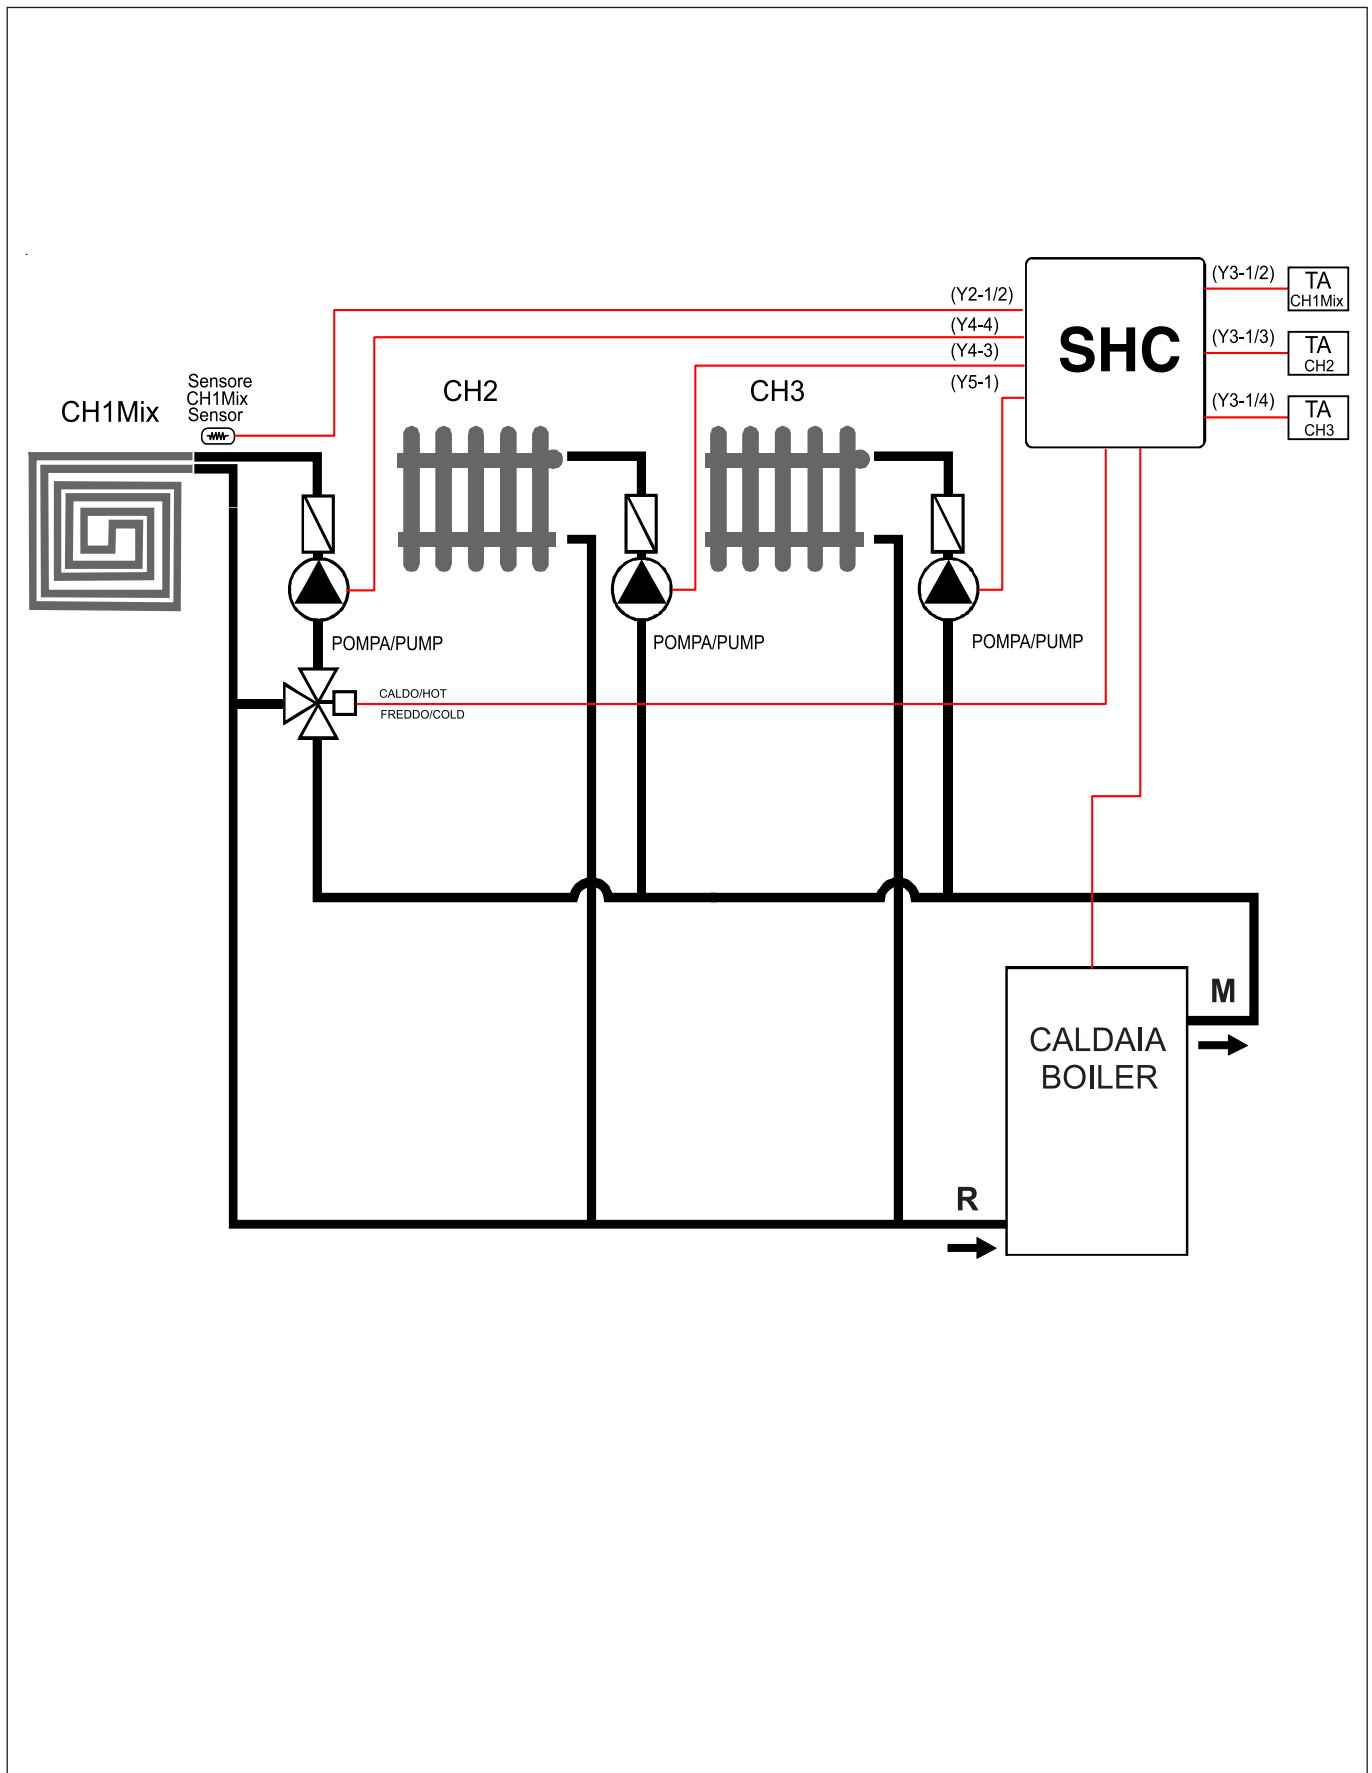 (Y3-1/2)
TA
CH1Mix
(Y2-1/2)
(Y4-4)
SHC
(Y3-1/3)
TA
CH2
(Y4-3)
(Y5-1)
(Y3-1/4)
TA
CH3
Sensore
CH1Mix
Sensor
CH1Mix
CH2
CH3
POMPA/PUMP
POMPA/PUMP
POMPA/PUMP
CALDO/HOT
FREDDO/COLD
M
CALDAIA
BOILER
R